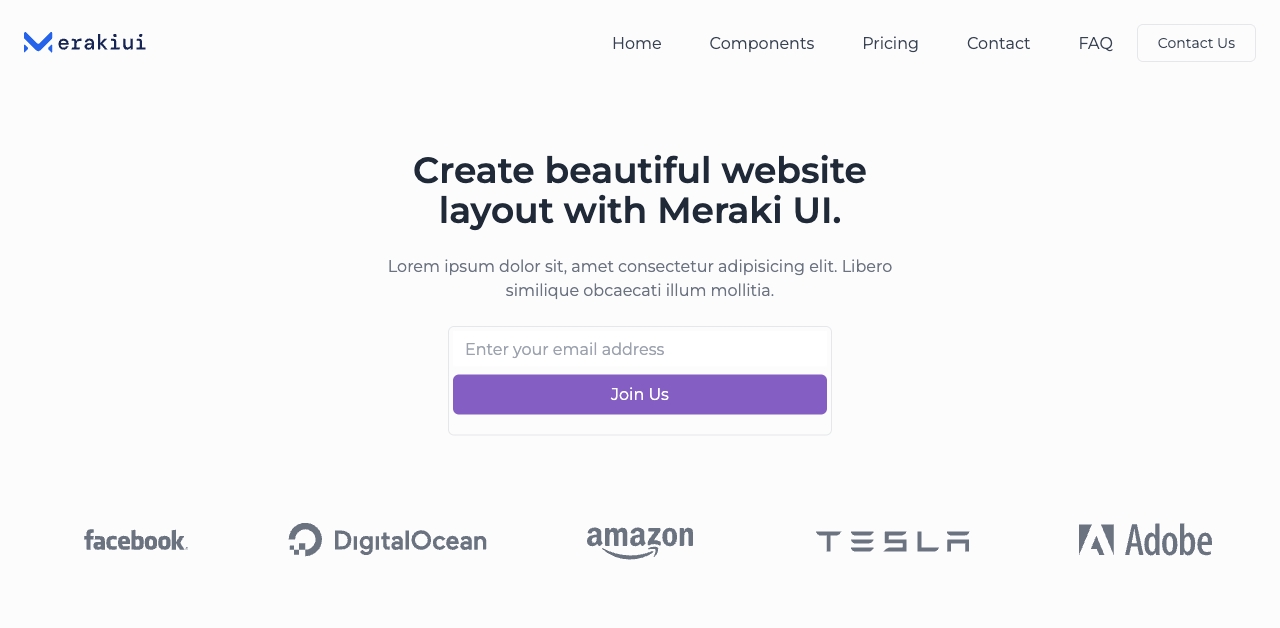 erakiui
Home Components Pricing Contact FAQ Contact Us
Create beautiful website
layout with Meraki UI.
Lorem ipsum dolor sit, amet consectetur adipisicing elit. Libero
similique obcaecati illum mollitia.
Enter your email address
Join Us
facebook. DigitalOcean amazon TESLA Adobe